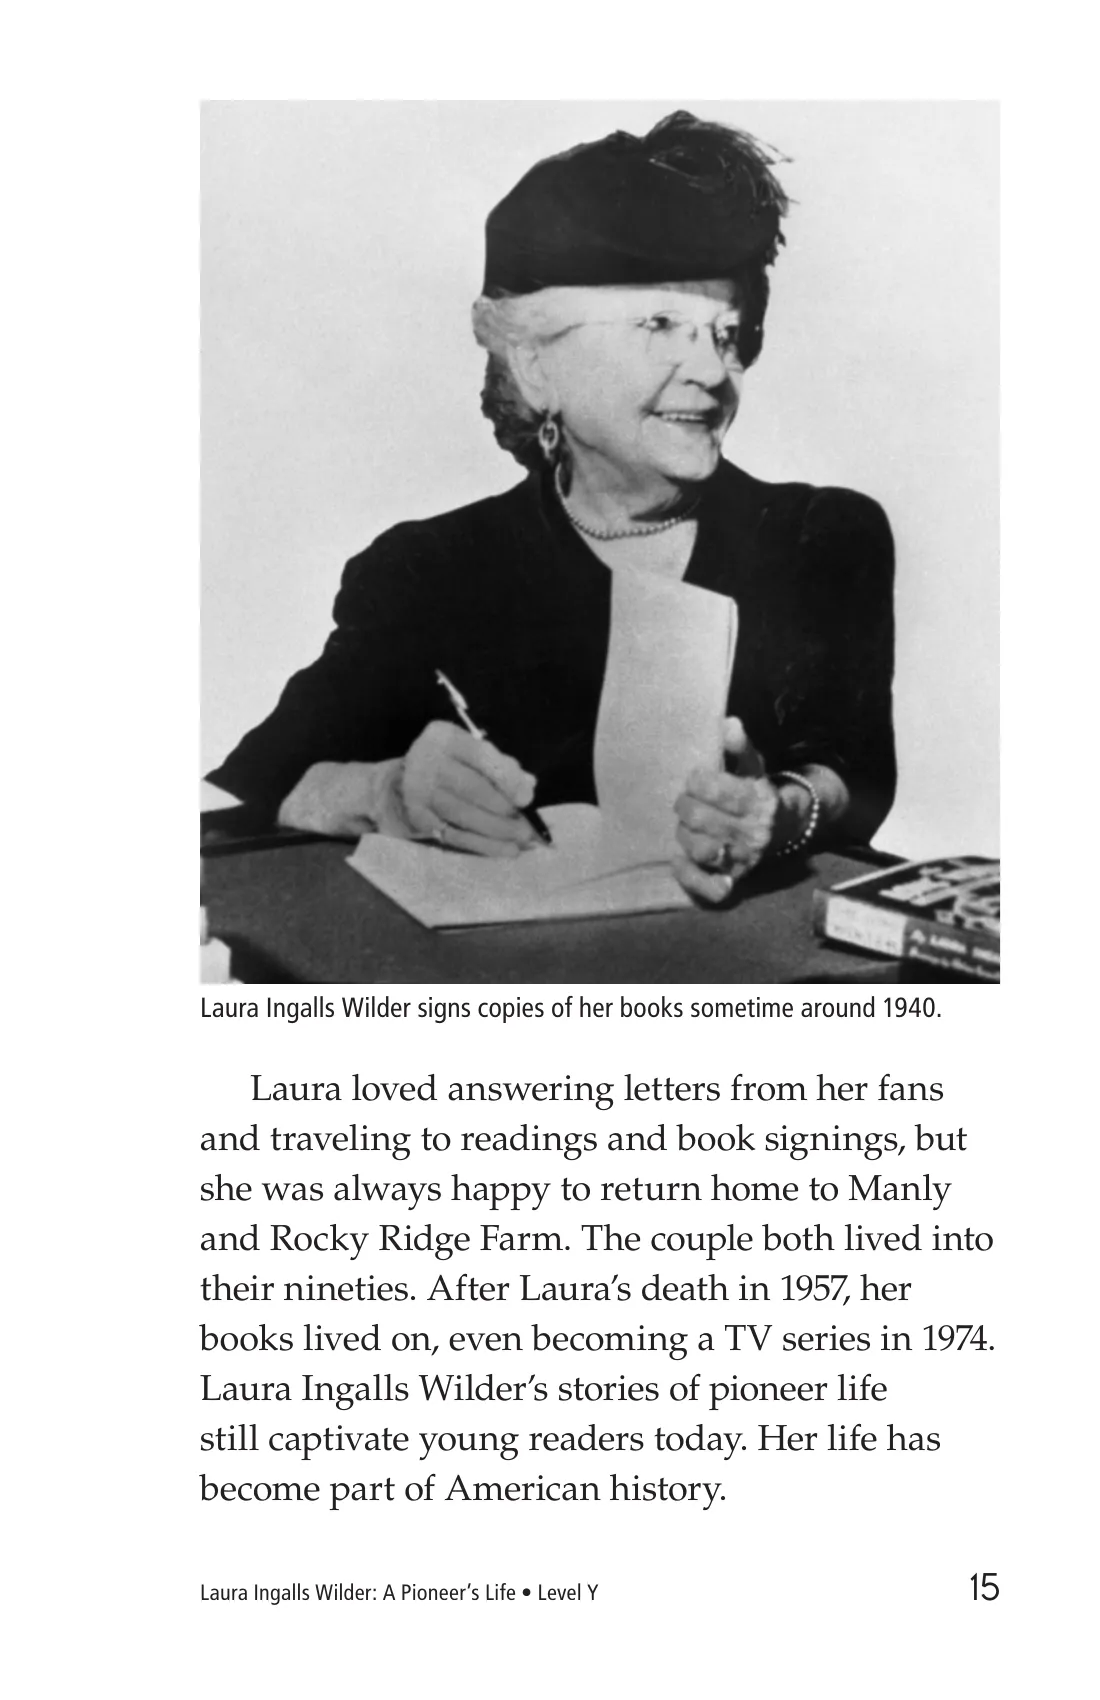 Laura Ingalls Wilder signs copies of her books sometime around 1940.
Laura loved answering letters from her fans
and traveling to readings and book signings, but
she was always happy to return home to Manly
and Rocky Ridge Farm. The couple both lived into
their nineties. After Laura’s death in 1957, her
books lived on, even becoming a TV series in 1974.
Laura Ingalls Wilder’s stories of pioneer life
still captivate young readers today. Her life has
become part of American history.
Laura Ingalls Wilder: A Pioneer’s Life • Level Y 15